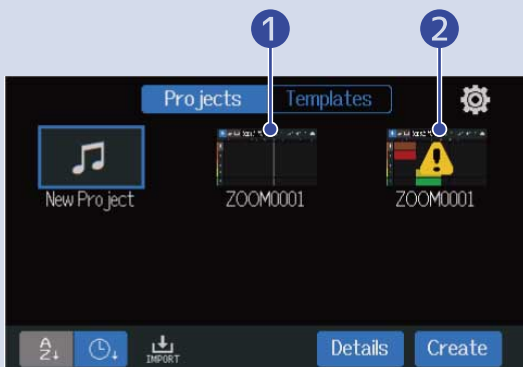 1 2
Projects Templates
New Project ZOOM0001 ZOOM0001
A Z IMPORT Details Create